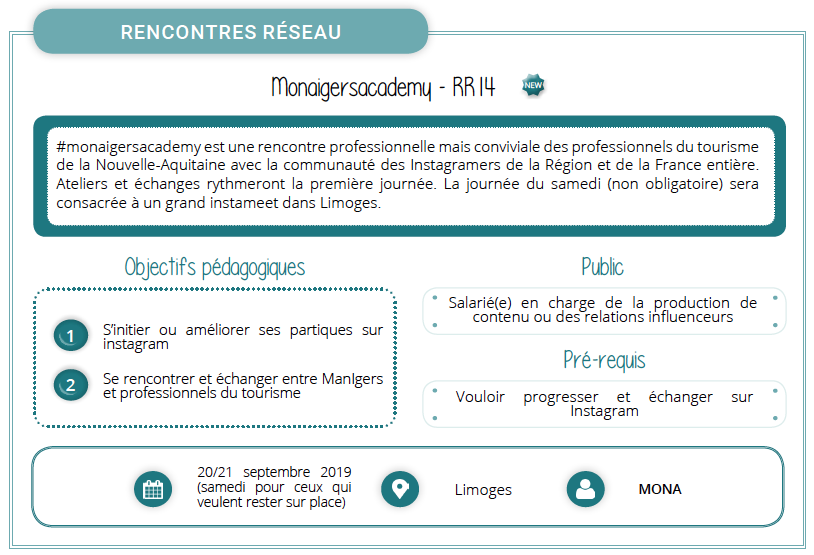 RENCONTRES RÉSEAU
Monaigersacademy - RR14
NEW
#monaigersacademy est une rencontre professionnelle mais conviviale des professionnels du tourisme
de la Nouvelle-Aquitaine avec la communauté des Instagramers de la Région et de la France entière.
Ateliers et échanges rythmeront la première journée. La journée du samedi (non obligatoire) sera
consacrée à un grand instameet dans Limoges.
Objectifs pédagogiques
1
S'initier ou améliorer ses partiques sur
instagram
2
Se rencontrer et échanger entre ManIgers
et professionnels du tourisme
Public
Salarié(e) en charge de la production de
contenu ou des relations influenceurs
Pré-requis
Vouloir progresser et échanger sur
Instagram
20/21 septembre 2019
(samedi pour ceux qui
veulent rester sur place)
Limoges
MONA